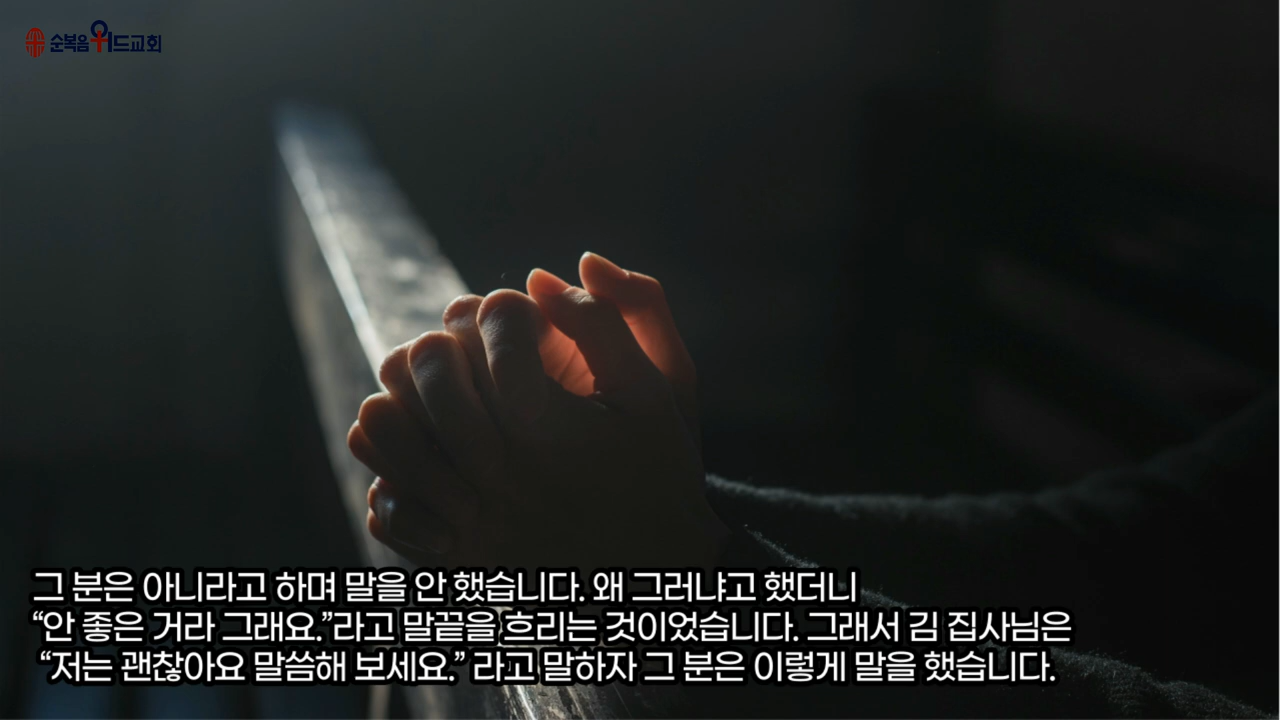 순복음위드교회
그 분은 아니라고 하며 말을 안 했습니다. 왜 그러냐고 했더니
“안 좋은 거라 그래요.”라고 말끝을 흐리는 것이었습니다. 그래서 김 집사님은
“저는 괜찮아요 말씀해 보세요.” 라고 말하자 그 분은 이렇게 말을 했습니다.